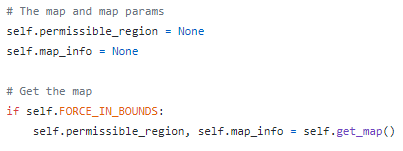 # The map and map params
self.permissible_region = None
self.map_info = None

# Get the map
if self.FORCE_IN_BOUNDS:
    self.permissible_region, self.map_info = self.get_map()